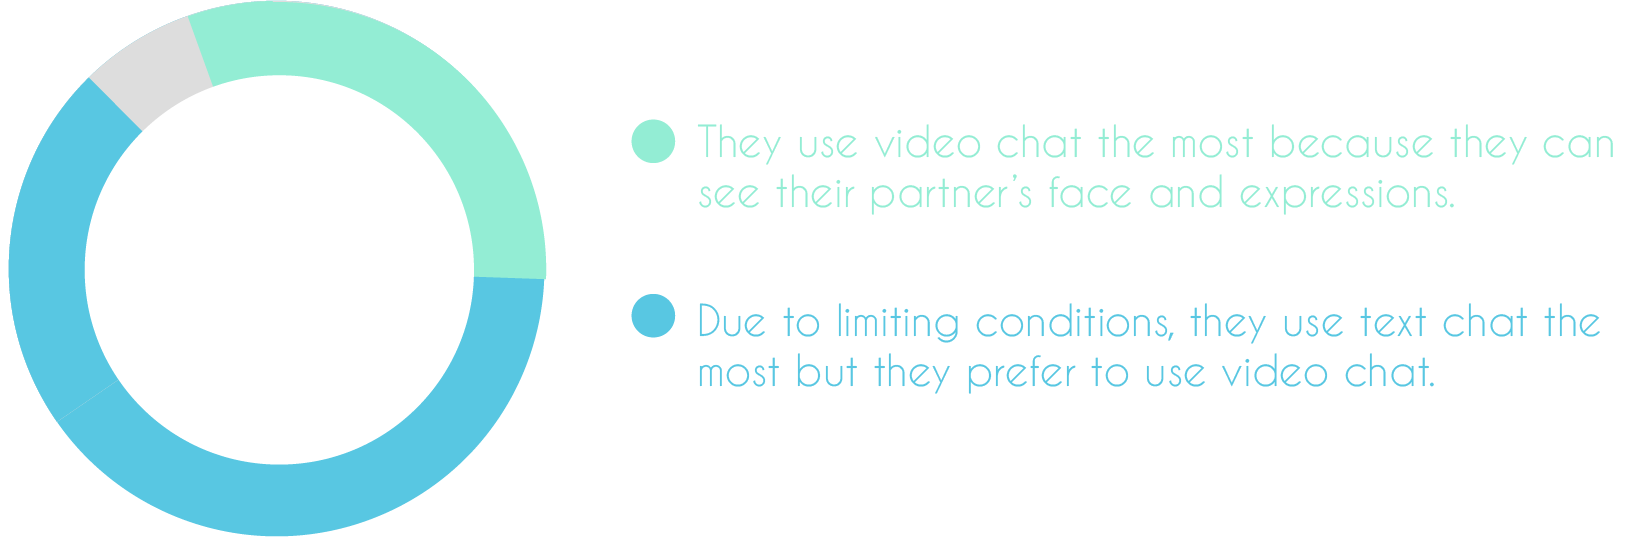 They use video chat the most because they can
see their partner’s face and expressions.
Due to limiting conditions, they use text chat the
most but they prefer to use video chat.